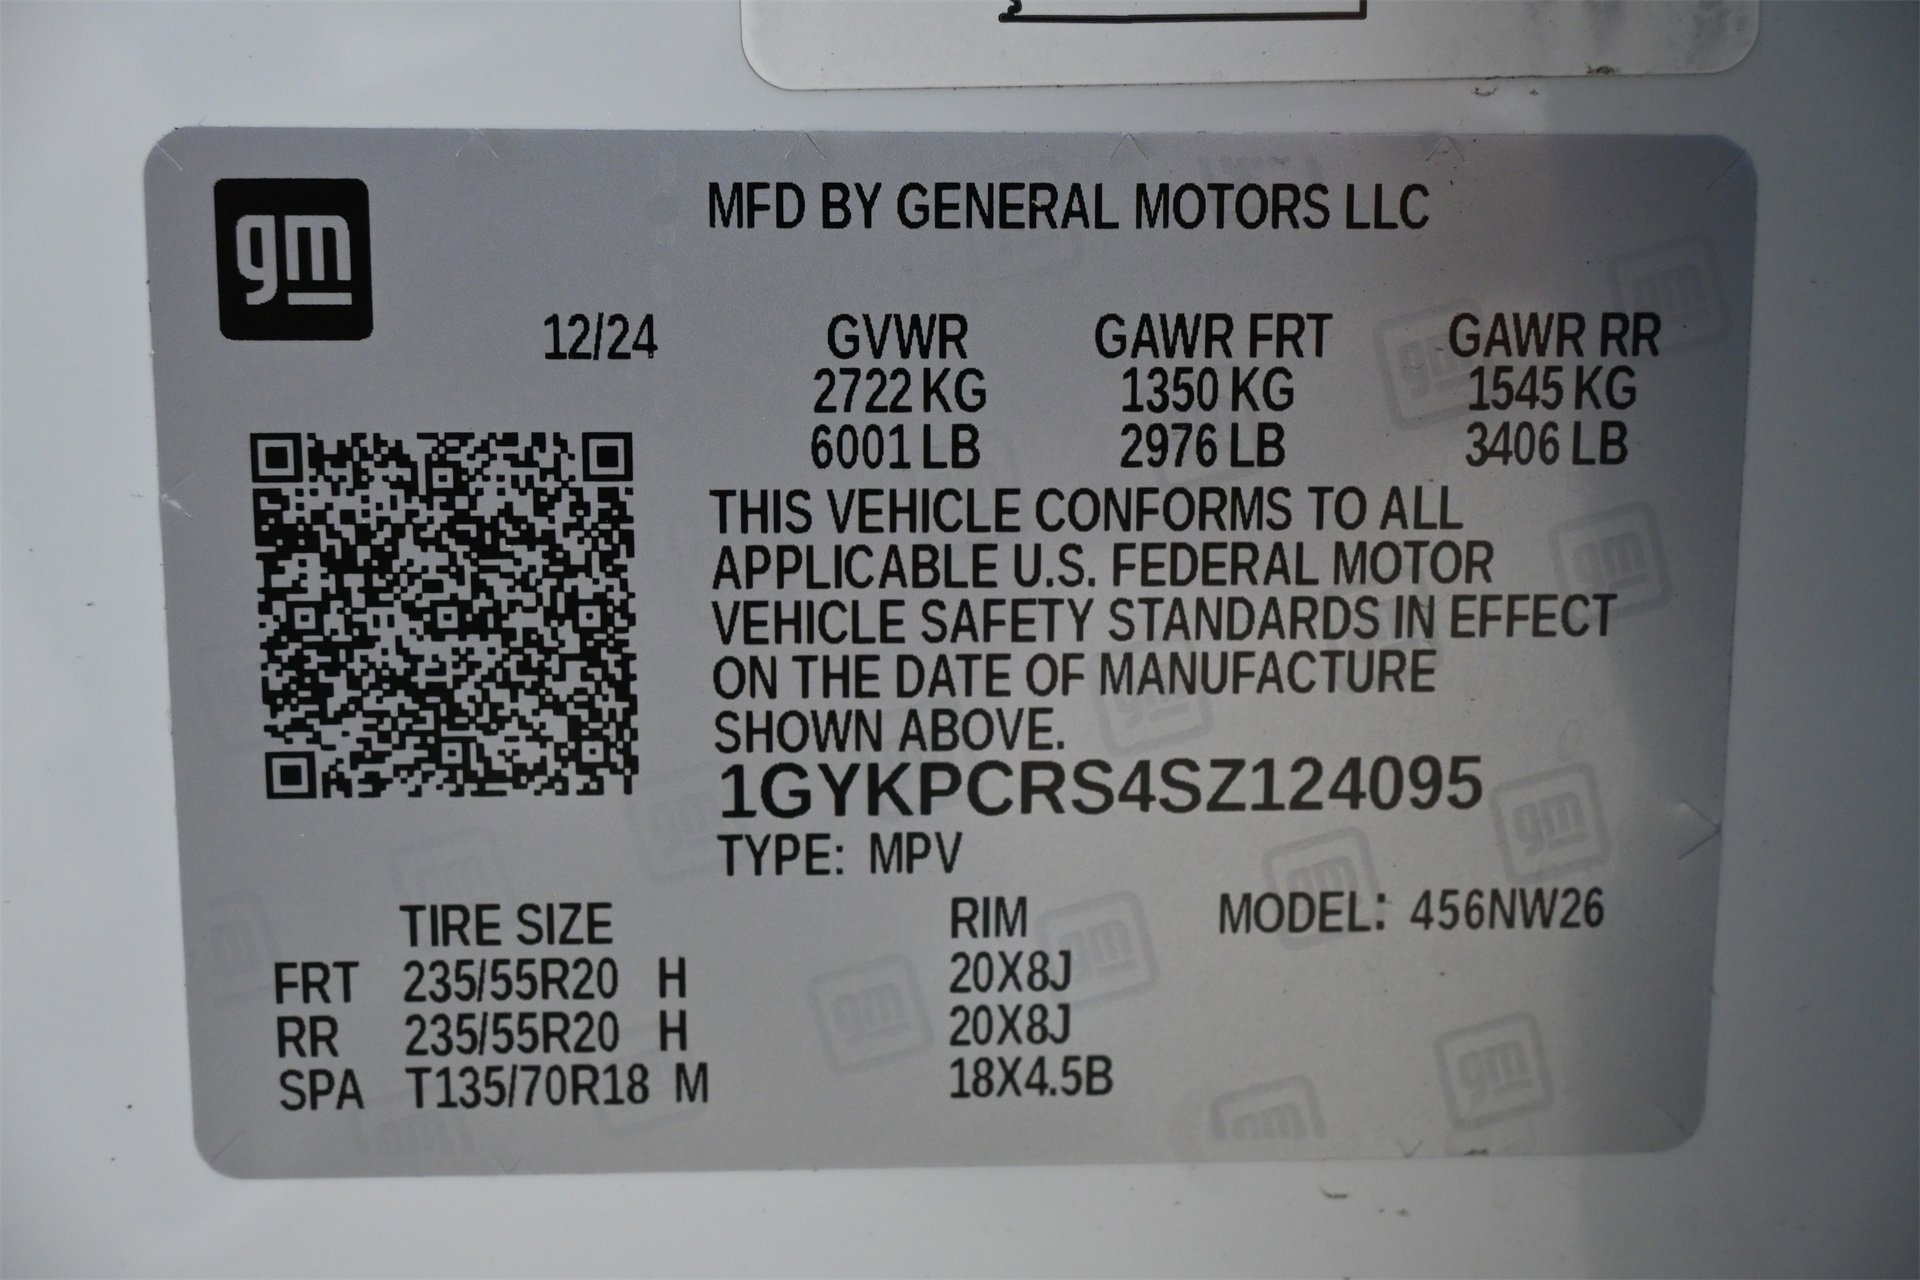 gm
MFD BY GENERAL MOTORS LLC
12/24 GVWR GAWR FRT GAWR RR
2722 KG 1350 KG 1545 KG
6001 LB 2976 LB 3406 LB
THIS VEHICLE CONFORMS TO ALL
APPLICABLE U.S. FEDERAL MOTOR
VEHICLE SAFETY STANDARDS IN EFFECT
ON THE DATE OF MANUFACTURE
SHOWN ABOVE.
1GYKPCRS4SZ124095
TYPE: MPV
TIRE SIZE RIM MODEL: 456NW26
FRT 235/55R20 H 20X8J
RR 235/55R20 H 20X8J
SPA T135/70R18 M 18X4.5B